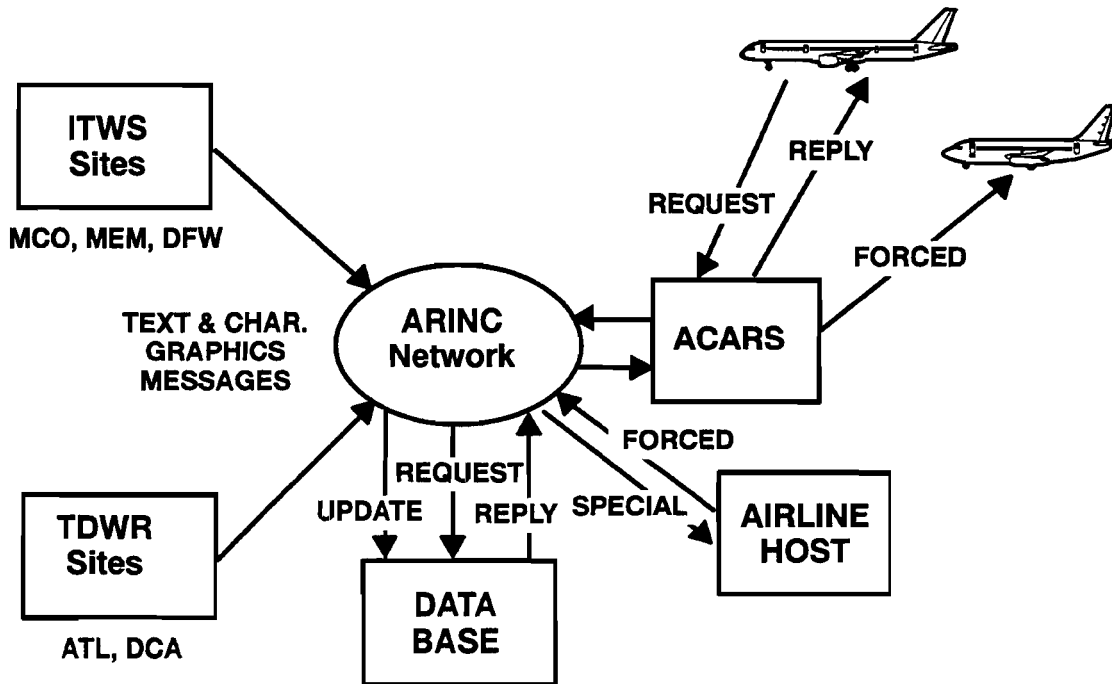 ITWS
Sites
MCO, MEM, DFW
REPLY
REQUEST
FORCED
TEXT & CHAR.
GRAPHICS
MESSAGES
ARINC
Network
ACARS
FORCED
REQUEST
UPDATE
REPLY
SPECIAL
TDWR
Sites
ATL, DCA
DATA
BASE
AIRLINE
HOST